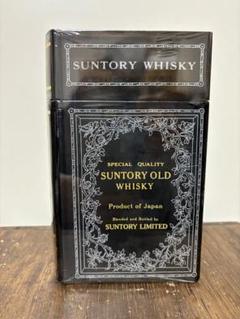 SUNTORY WHISKY
SPECIAL QUALITY
SUNTORY OLD
WHISKY
Product of Japan
Blended and Bottled by
SUNTORY LIMITED